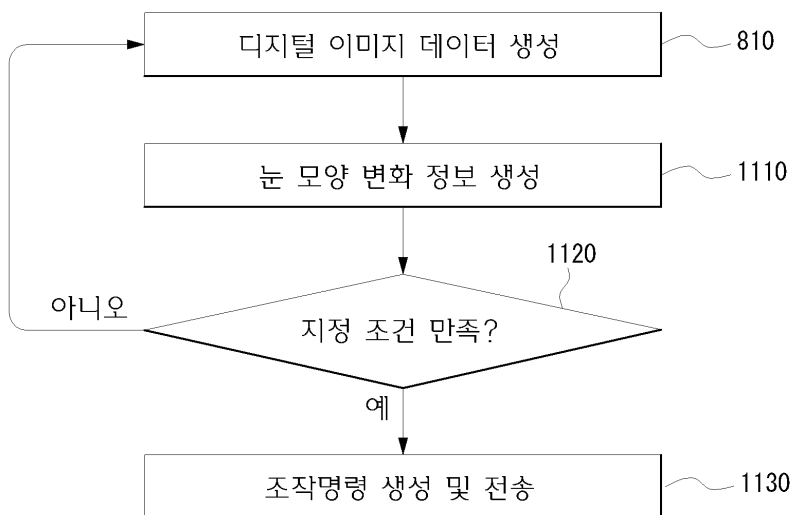 디지털 이미지 데이터 생성
810
눈 모양 변화 정보 생성
1110
1120
아니오
지정 조건 만족?
예
조작명령 생성 및 전송
1130